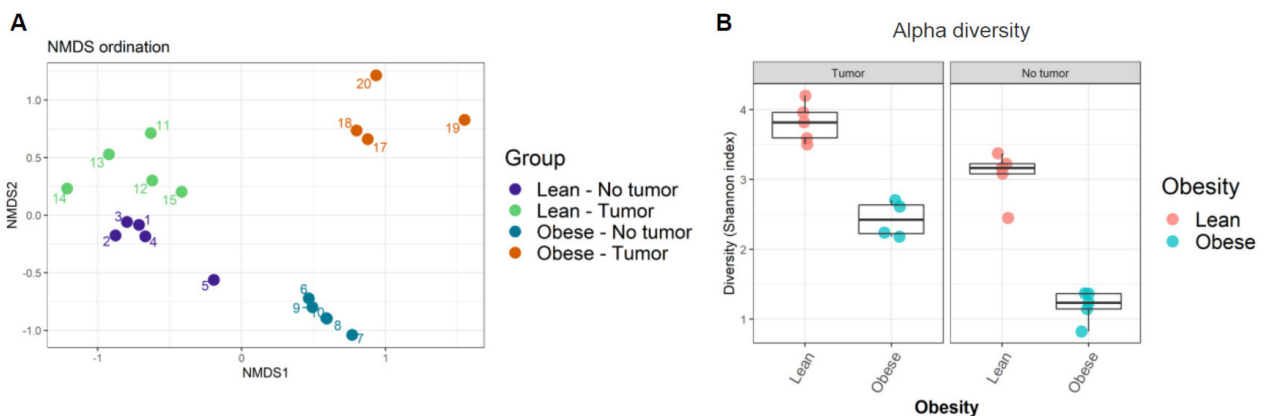 A
NMDS ordination
1.0
0.5
0.0
-0.5
-1.0
NMDS2
-1
0
1
NMDS1
20
19
18
17
11
13
12
14
15
3
1
2
4
5
6
9
10
8
7
Group
Lean - No tumor
Lean - Tumor
Obese - No tumor
Obese - Tumor
B
Alpha diversity
Tumor
No tumor
4
3
2
1
Diversity (Shannon index)
Lean
Obese
Lean
Obese
Obesity
Obesity
Lean
Obese